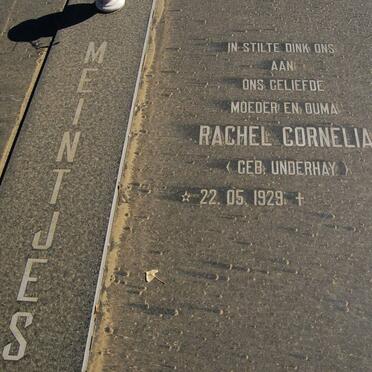 MEINTJES
IN STILTE DINK ONS
AAN
ONS GELIEFDE
MOEDER EN OUMA
RACHEL CORNELIA
(GEB. UNDERHAY)
☆ 22. 05. 1929. ✝